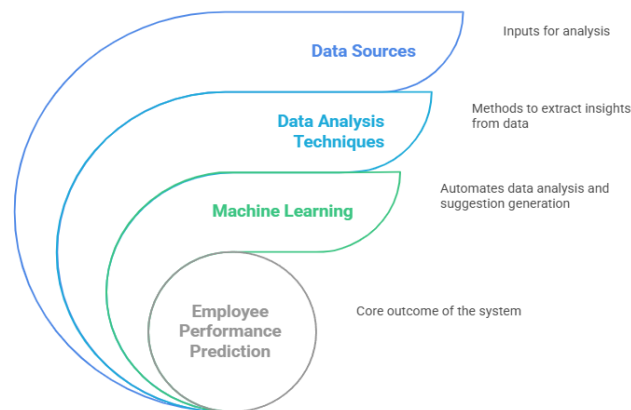 Data Sources
Inputs for analysis
Data Analysis
Techniques
Methods to extract insights
from data
Machine Learning
Automates data analysis and
suggestion generation
Employee
Performance
Prediction
Core outcome of the system